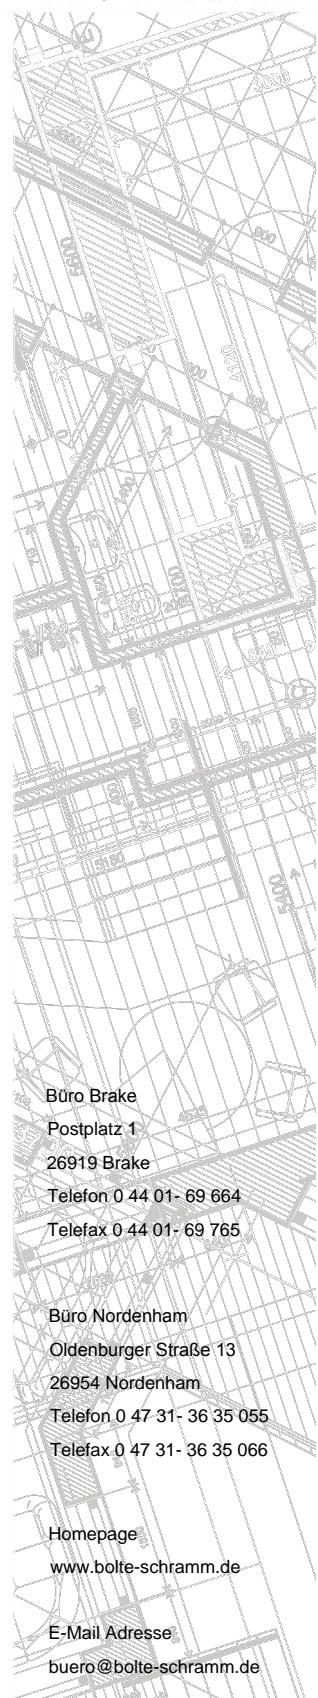 Büro Brake
Postplatz 1
26919 Brake
Telefon 0 44 01- 69 664
Telefax 0 44 01- 69 765
Büro Nordenham
Oldenburger Straße 13
26954 Nordenham
Telefon 0 47 31- 36 35 055
Telefax 0 47 31- 36 35 066
Homepage
www.bolte-schramm.de
E-Mail Adresse
buero@bolte-schramm.de